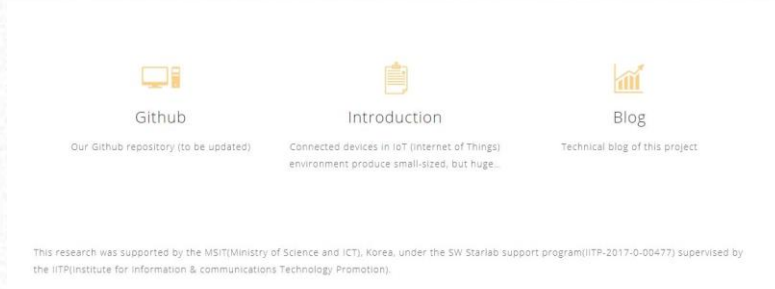 Github
Our Github repository (to be updated)
Introduction
Connected devices in IoT (Internet of Things)
environment produce small-sized, but huge...
Blog
Technical blog of this project
This research was supported by the MSIT(Ministry of Science and ICT), Korea, under the SW Starlab support program(IITP-2017-0-00477) supervised by
the IITP(Institute for Information & communications Technology Promotion).